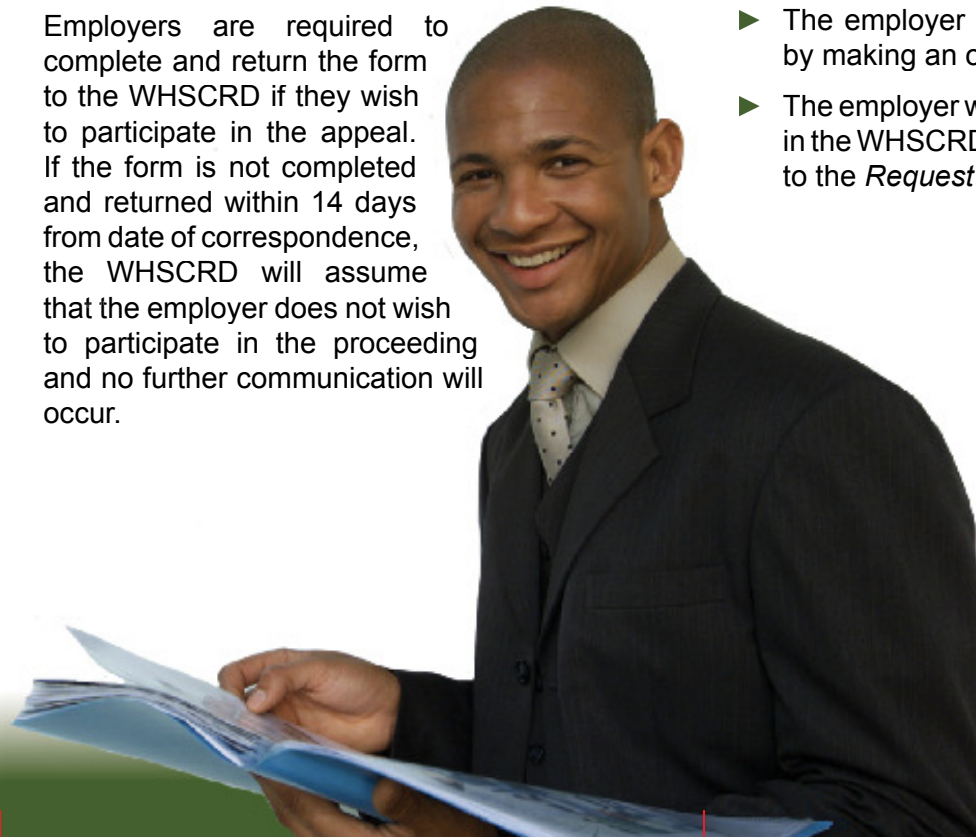 Employers are required to
complete and return the form
to the WHSCRD if they wish
to participate in the appeal.
If the form is not completed
and returned within 14 days
from date of correspondence,
the WHSCRD will assume
that the employer does not wish
to participate in the proceeding
and no further communication will
occur.
The employer
by making an
The employer
in the WHSCRD
to the Request